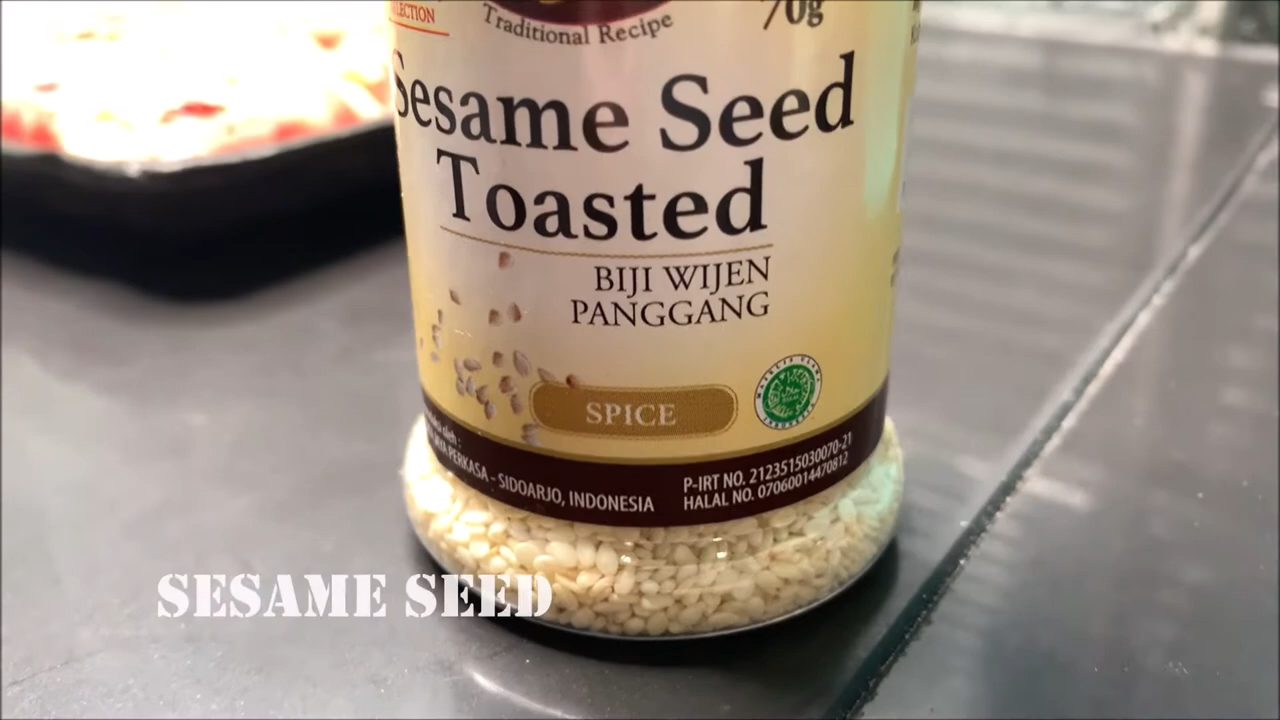 Traditional Recipe
70g
Sesame Seed
Toasted
BIJI WIJEN
PANGGANG
SPICE
PERKASA - SIDOARJO, INDONESIA
P-IRT NO. 2123515030070-21
HALAL NO. 07060014470812
SESAME SEED